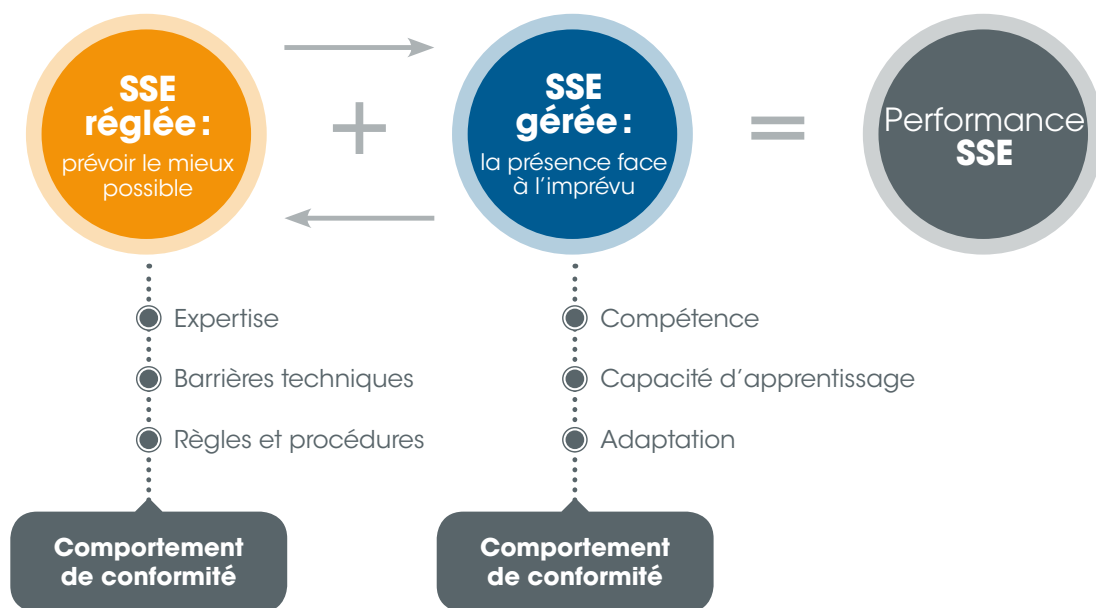 SSE
réglée :
prévoir le mieux
possible
+
SSE
gérée :
la présence face
à l’imprévu
=
Performance
SSE
Expertise
Barrières techniques
Règles et procédures
Comportement
de conformité
Compétence
Capacité d’apprentissage
Adaptation
Comportement
de conformité